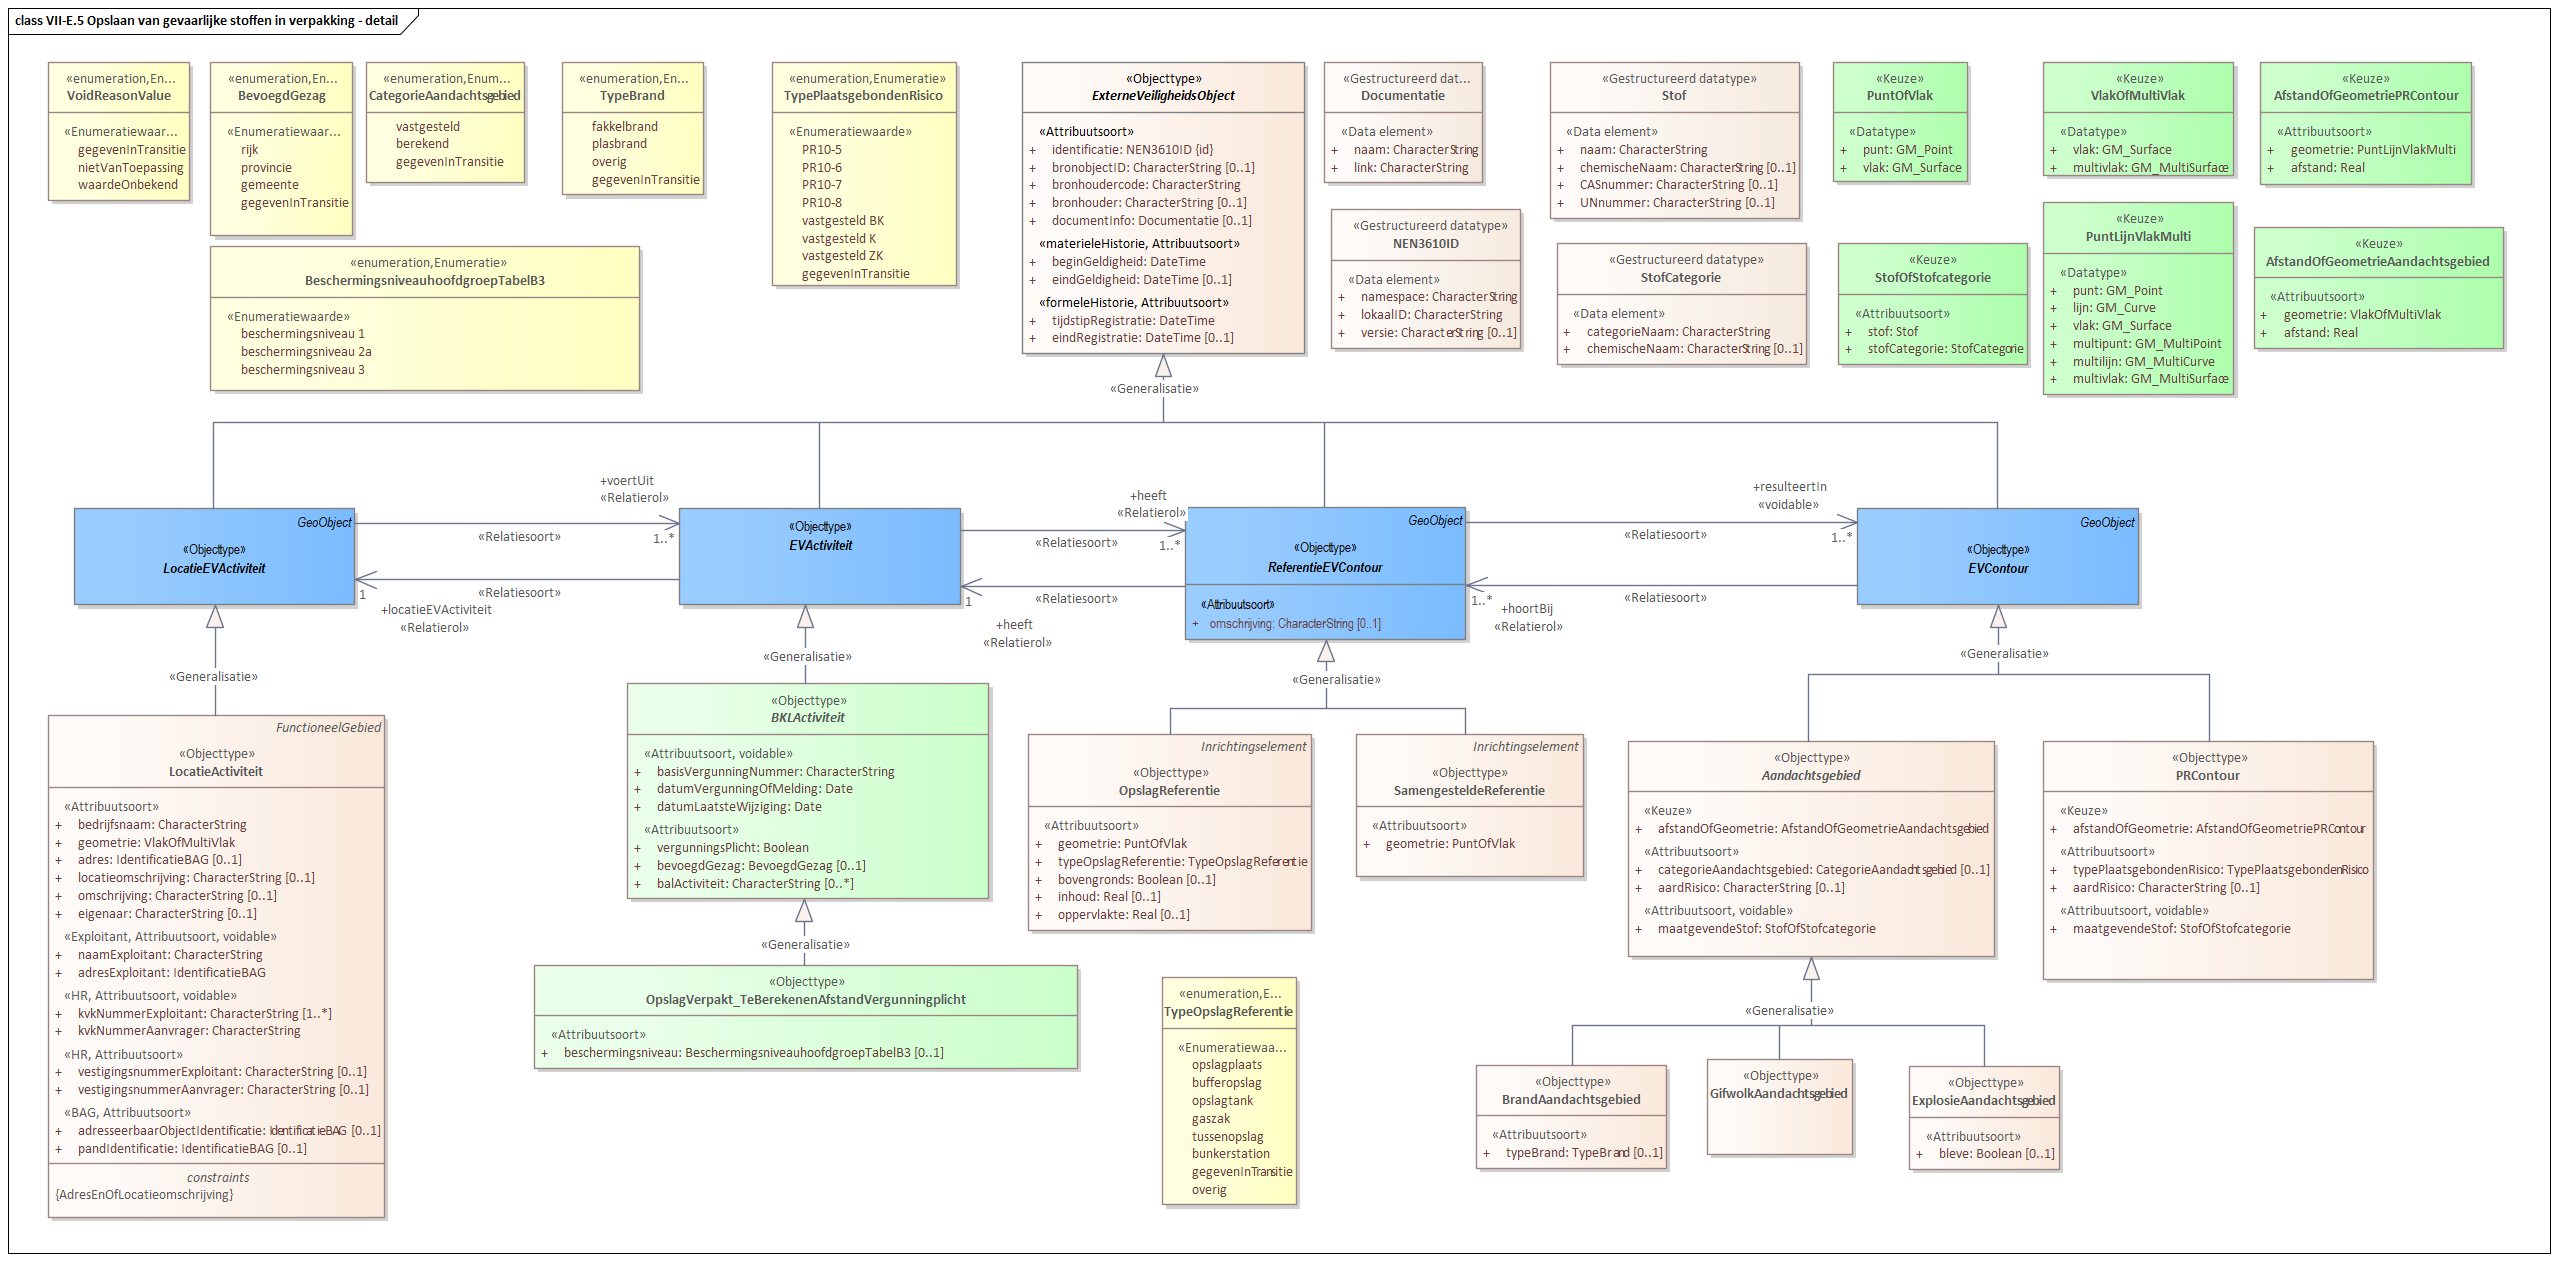 class VII-E.5 Opslaan van gevaarlijke stoffen in verpakking - detail
«enumeration,En...
VoidReasonValue
«Enumeratiewaar...
gegevenInTransitie
nietVanToepassing
waardeOnbekend
«enumeration,En...
BevoegdGezag
«Enumeratiewaar...
rijk
provincie
gemeente
gegevenInTransitie
«enumeration,Enum...
CategorieAandachtsgebied
vastgesteld
berekend
gegevenInTransitie
«enumeration,En...
TypeBrand
fakkelbrand
plasbrand
overig
gegevenInTransitie
«enumeration,Enumeratie»
TypePlaatsgebondenRisico
«Enumeratiewaarde»
PR10-5
PR10-6
PR10-7
PR10-8
vastgesteld BK
vastgesteld K
vastgesteld ZK
gegevenInTransitie
«enumeration,Enumeratie»
BeschermingsniveauhoofdgroepTabelB3
«Enumeratiewaarde»
beschermingsniveau 1
beschermingsniveau 2a
beschermingsniveau 3
«Objecttype»
ExterneVeiligheidsObject
«Attribuutsoort»
+ identificatie: NEN3610ID {id}
+ bronobjectID: CharacterString [0..1]
+ bronhoudercode: CharacterString
+ bronhouder: CharacterString [0..1]
+ documentInfo: Documentatie [0..1]
«materieleHistorie, Attribuutsoort»
+ beginGeldigheid: DateTime
+ eindGeldigheid: DateTime [0..1]
«formeleHistorie, Attribuutsoort»
+ tijdstipRegistratie: DateTime
+ eindRegistratie: DateTime [0..1]
«Gestructureerd dat...
Documentatie
«Data element»
+ naam: CharacterString
+ link: CharacterString
«Gestructureerd datatype»
NEN3610ID
«Data element»
+ namespace: CharacterString
+ lokaalID: CharacterString
+ versie: CharacterString [0..1]
«Gestructureerd datatype»
Stof
«Data element»
+ naam: CharacterString
+ chemischeNaam: CharacterString [0..1]
+ CASnummer: CharacterString [0..1]
+ UNnummer: CharacterString [0..1]
«Gestructureerd datatype»
StofCategorie
«Data element»
+ categorieNaam: CharacterString
+ chemischeNaam: CharacterString [0..1]
«Keuze»
PuntOfVlak
«Datatype»
+ punt: GM_Point
+ vlak: GM_Surface
«Keuze»
StofOfStofcategorie
«Attribuutsoort»
+ stof: Stof
+ stofCategorie: StofCategorie
«Keuze»
VlakOfMultiVlak
«Datatype»
+ vlak: GM_Surface
+ multivlak: GM_MultiSurface
«Keuze»
PuntLijnVlakMulti
«Datatype»
+ punt: GM_Point
+ lijn: GM_Curve
+ vlak: GM_Surface
+ multipunt: GM_MultiPoint
+ multilijn: GM_MultiCurve
+ multivlak: GM_MultiSurface
«Keuze»
AfstandOfGeometriePRContour
«Attribuutsoort»
+ geometrie: PuntLijnVlakMulti
+ afstand: Real
«Keuze»
AfstandOfGeometrieAandachtsgebied
«Attribuutsoort»
+ geometrie: VlakOfMultiVlak
+ afstand: Real
«Generalisatie»
GeoObject
«Objecttype»
LocatieEVActiviteit
+voertUit
«Relatierol»
«Relatiesoort»
1..*
«Relatiesoort»
1
+locatieEVActiviteit
«Relatierol»
«Objecttype»
EVActiviteit
+heeft
«Relatierol»
«Relatiesoort»
1..*
«Relatiesoort»
1
+heeft
«Relatierol»
GeoObject
«Objecttype»
ReferentieEVContour
«Attribuutsoort»
+ omschrijving: CharacterString [0..1]
+resulteertIn
«voidable»
«Relatiesoort»
1..*
«Relatiesoort»
1..*
+hoortBij
«Relatierol»
GeoObject
«Objecttype»
EVContour
«Generalisatie»
«Generalisatie»
«Generalisatie»
«Generalisatie»
FunctioneelGebied
«Objecttype»
LocatieActiviteit
«Attribuutsoort»
+ bedrijfsnaam: CharacterString
+ geometrie: VlakOfMultiVlak
+ adres: IdentificatieBAG [0..1]
+ locatieomschrijving: CharacterString [0..1]
+ omschrijving: CharacterString [0..1]
+ eigenaar: CharacterString [0..1]
«Exploitant, Attribuutsoort, voidable»
+ naamExploitant: CharacterString
+ adresExploitant: IdentificatieBAG
«HR, Attribuutsoort, voidable»
+ kvkNummerExploitant: CharacterString [1..*]
+ kvkNummerAanvrager: CharacterString
«HR, Attribuutsoort»
+ vestigingsnummerExploitant: CharacterString [0..1]
+ vestigingsnummerAanvrager: CharacterString [0..1]
«BAG, Attribuutsoort»
+ adresseerbaarObjectIdentificatie: IdentificatieBAG [0..1]
+ pandIdentificatie: IdentificatieBAG [0..1]
constraints
{AdresEnOfLocatieomschrijving}
«Objecttype»
BKLActiviteit
«Attribuutsoort, voidable»
+ basisVergunningNummer: CharacterString
+ datumVergunningOfMelding: Date
+ datumLaatsteWijziging: Date
«Attribuutsoort»
+ vergunningsPlicht: Boolean
+ bevoegdGezag: BevoegdGezag [0..1]
+ balActiviteit: CharacterString [0..*]
«Generalisatie»
«Objecttype»
OpslagVerpakt_TeBerekenenAfstandVergunningplicht
«Attribuutsoort»
+ beschermingsniveau: BeschermingsniveauhoofdgroepTabelB3 [0..1]
Inrichtingselement
«Objecttype»
OpslagReferentie
«Attribuutsoort»
+ geometrie: PuntOfVlak
+ typeOpslagReferentie: TypeOpslagReferentie
+ bovengronds: Boolean [0..1]
+ inhoud: Real [0..1]
+ oppervlakte: Real [0..1]
Inrichtingselement
«Objecttype»
SamengesteldeReferentie
«Attribuutsoort»
+ geometrie: PuntOfVlak
«enumeration,E...
TypeOpslagReferentie
«Enumeratiewaa...
opslagplaats
bufferopslag
opslagtank
gaszak
tussenopslag
bunkerstation
gegevenInTransitie
overig
«Objecttype»
Aandachtsgebied
«Keuze»
+ afstandOfGeometrie: AfstandOfGeometrieAandachtsgebied
«Attribuutsoort»
+ categorieAandachtsgebied: CategorieAandachtsgebied [0..1]
+ aardRisico: CharacterString [0..1]
«Attribuutsoort, voidable»
+ maatgevendeStof: StofOfStofcategorie
«Objecttype»
PRContour
«Keuze»
+ afstandOfGeometrie: AfstandOfGeometriePRContour
«Attribuutsoort»
+ typePlaatsgebondenRisico: TypePlaatsgebondenRisico
+ aardRisico: CharacterString [0..1]
«Attribuutsoort, voidable»
+ maatgevendeStof: StofOfStofcategorie
«Generalisatie»
«Objecttype»
BrandAandachtsgebied
«Attribuutsoort»
+ typeBrand: TypeBrand [0..1]
«Objecttype»
GifwolkAandachtsgebied
«Objecttype»
ExplosieAandachtsgebied
«Attribuutsoort»
+ bleve: Boolean [0..1]